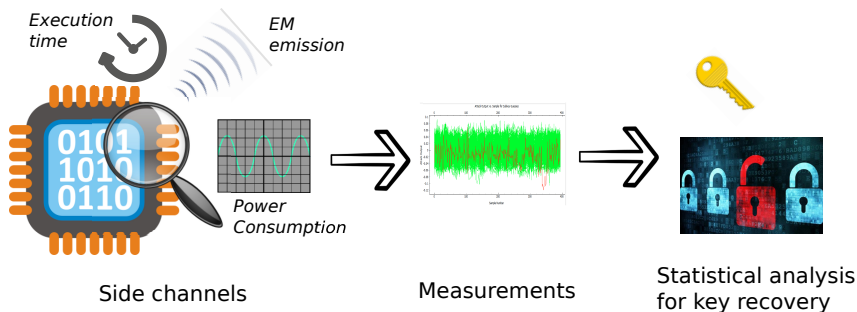 Execution
time
EM
emission
0101
1010
0110
Power
Consumption
Side channels
Measurements
Statistical analysis
for key recovery